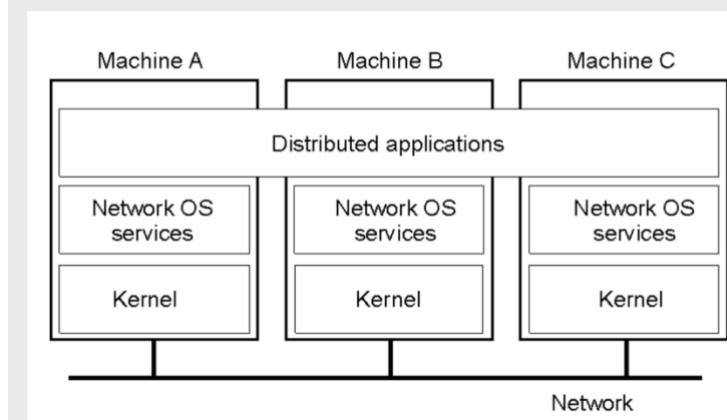 Machine A
Machine B
Machine C
Distributed applications
Network OS
services
Network OS
services
Network OS
services
Kernel
Kernel
Kernel
Network